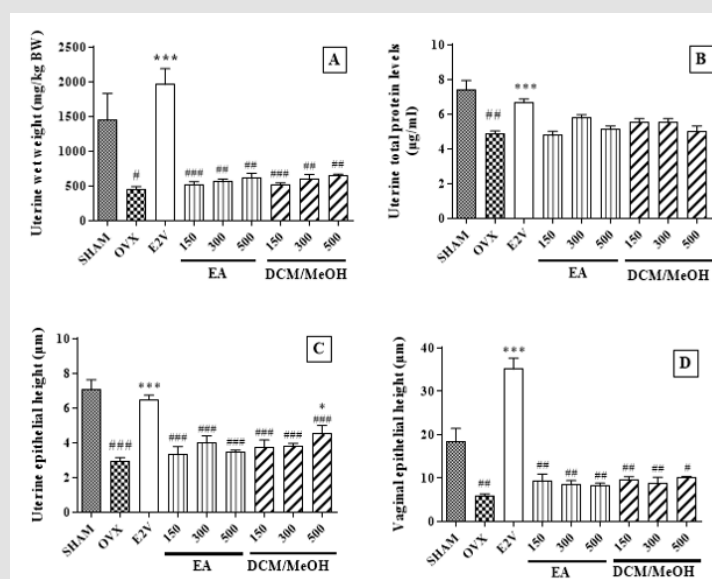 A
Uterine wet weight (mg/kg BW)
2500
2000
1500
1000
500
0
***
#
###
##
##
###
##
##
SHAM
OVX
E2V
150
300
500
150
300
500
EA
DCM/MeOH
B
Uterine total protein levels
(µg/ml)
10
8
6
4
2
0
##
***
SHAM
OVX
E2V
150
300
500
150
300
500
EA
DCM/MeOH
C
Uterine epithelial height (µm)
10
8
6
4
2
0
###
***
###
###
###
###
###
*
###
SHAM
OVX
E2V
150
300
500
150
300
500
EA
DCM/MeOH
D
Vaginal epithelial height (µm)
40
30
20
10
0
##
***
##
##
##
##
##
#
SHAM
OVX
E2V
150
300
500
150
300
500
EA
DCM/MeOH